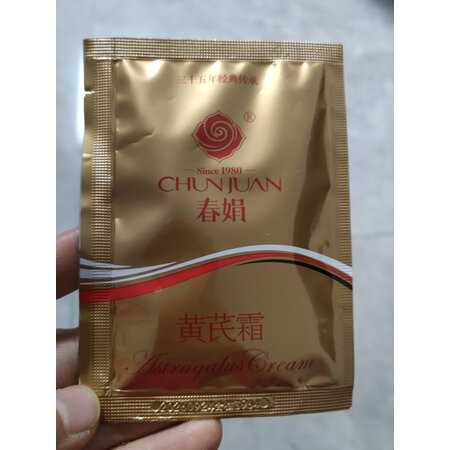 三十五年经典传承
®
Since 1980
CHUNJUAN
春娟
黄芪霜
Astragalus Cream